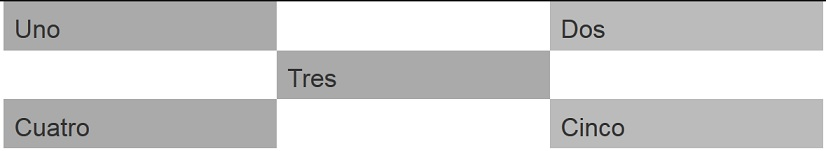 Uno Dos
Tres
Cuatro Cinco